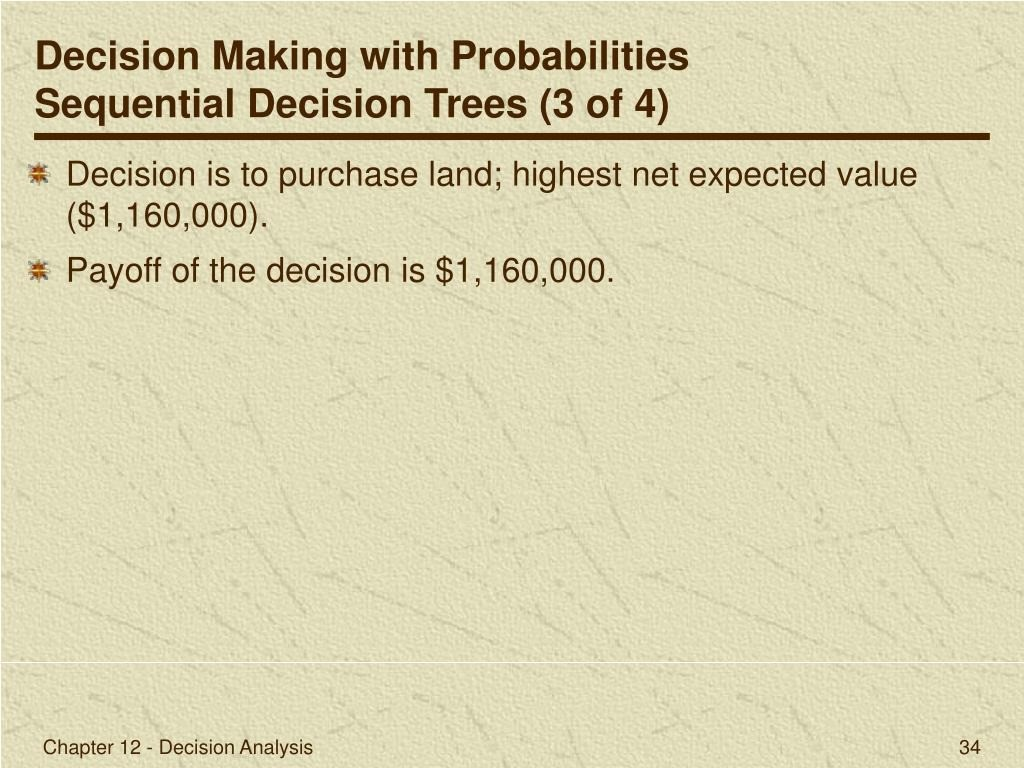 Decision Making with Probabilities
Sequential Decision Trees (3 of 4)
Decision is to purchase land; highest net expected value
($1,160,000).
Payoff of the decision is $1,160,000.
Chapter 12 - Decision Analysis
34